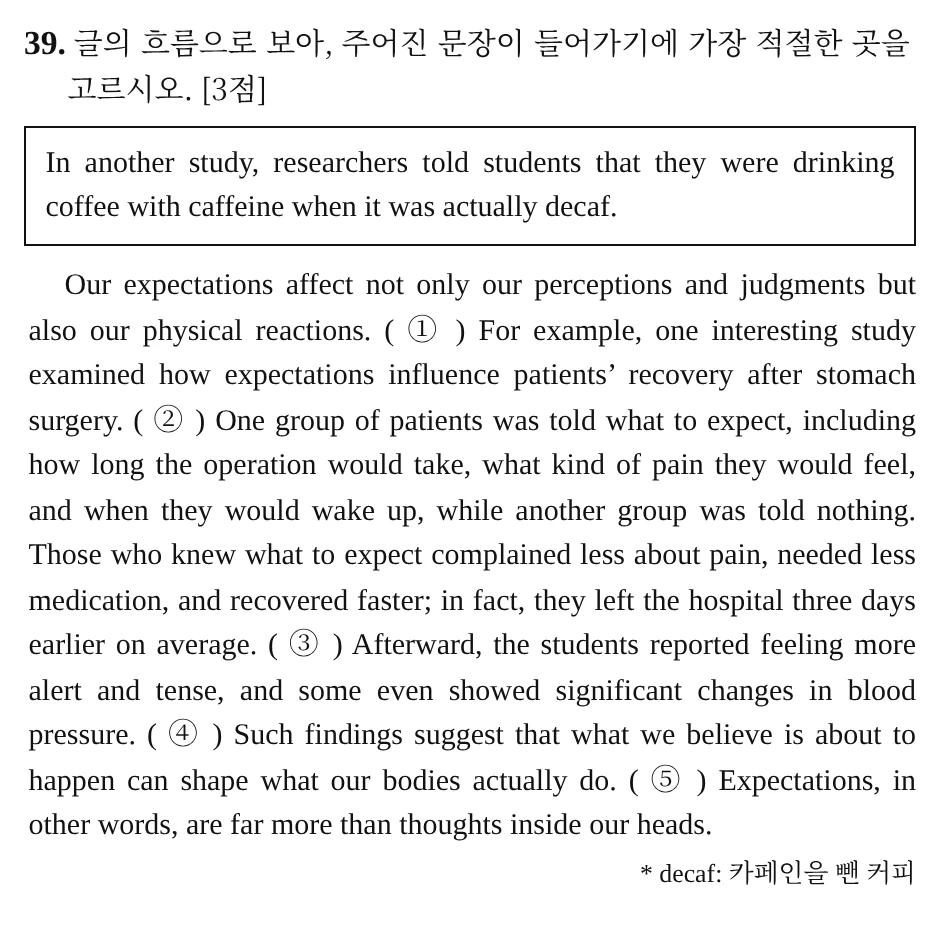 39. 글의 흐름으로 보아, 주어진 문장이 들어가기에 가장 적절한 곳을
고르시오. [3점]
In another study, researchers told students that they were drinking
coffee with caffeine when it was actually decaf.
Our expectations affect not only our perceptions and judgments but
also our physical reactions. ( ① ) For example, one interesting study
examined how expectations influence patients’ recovery after stomach
surgery. ( ② ) One group of patients was told what to expect, including
how long the operation would take, what kind of pain they would feel,
and when they would wake up, while another group was told nothing.
Those who knew what to expect complained less about pain, needed less
medication, and recovered faster; in fact, they left the hospital three days
earlier on average. ( ③ ) Afterward, the students reported feeling more
alert and tense, and some even showed significant changes in blood
pressure. ( ④ ) Such findings suggest that what we believe is about to
happen can shape what our bodies actually do. ( ⑤ ) Expectations, in
other words, are far more than thoughts inside our heads.
* decaf: 카페인을 뺀 커피